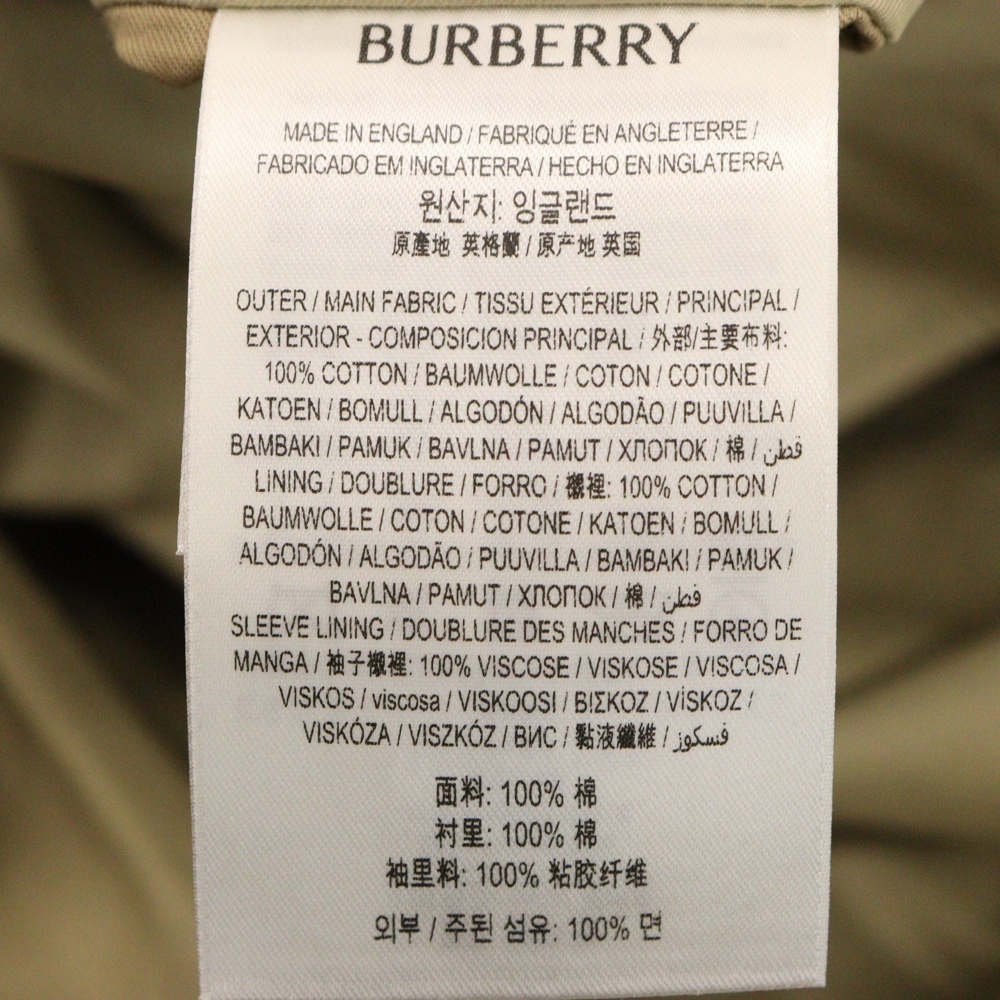 BURBERRY
MADE IN ENGLAND / FABRIQUÉ EN ANGLETERRE /
FABRICADO EM INGLATERRA / HECHO EN INGLATERRA
원산지: 잉글랜드
原產地 英格蘭 / 原产地 英国
OUTER / MAIN FABRIC / TISSU EXTÉRIEUR / PRINCIPAL /
EXTERIOR - COMPOSICION PRINCIPAL / 外部/主要布料:
100% COTTON / BAUMWOLLE / COTON / COTONE /
KATOEN / BOMULL / ALGODÓN / ALGODÃO / PUUVILLA /
BAMBAKI / PAMUK / BAVLNA / PAMUT / ХЛОПОК / 棉 / قطن
LINING / DOUBLURE / FORRO / 襯裡: 100% COTTON /
BAUMWOLLE / COTON / COTONE / KATOEN / BOMULL /
ALGODÓN / ALGODÃO / PUUVILLA / BAMBAKI / PAMUK /
BAVLNA / PAMUT / ХЛОПОК / 棉 / قطن
SLEEVE LINING / DOUBLURE DES MANCHES / FORRO DE
MANGA / 袖子襯裡: 100% VISCOSE / VISKOSE / VISCOSA /
VISKOS / viscosa / VISKOOSI / ΒΙΣΚΟΖ / VİSKOZ /
VISKÓZA / VISZKÓZ / ВИС / 黏液纖維 / فسكوز
面料: 100% 棉
衬里: 100% 棉
袖里料: 100% 粘胶纤维
외부 / 주된 섬유: 100% 면